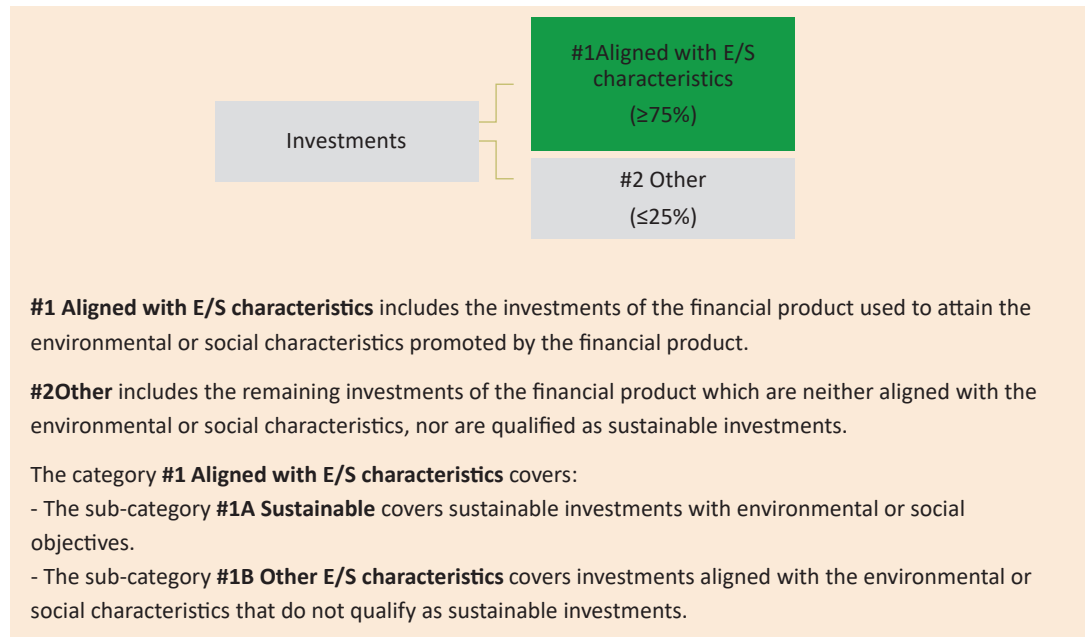 #1Aligned with E/S
characteristics
(≥75%)
Investments
#2 Other
(≤25%)
#1 Aligned with E/S characteristics includes the investments of the financial product used to attain the
environmental or social characteristics promoted by the financial product.
#2Other includes the remaining investments of the financial product which are neither aligned with the
environmental or social characteristics, nor are qualified as sustainable investments.
The category #1 Aligned with E/S characteristics covers:
- The sub-category #1A Sustainable covers sustainable investments with environmental or social
objectives.
- The sub-category #1B Other E/S characteristics covers investments aligned with the environmental or
social characteristics that do not qualify as sustainable investments.